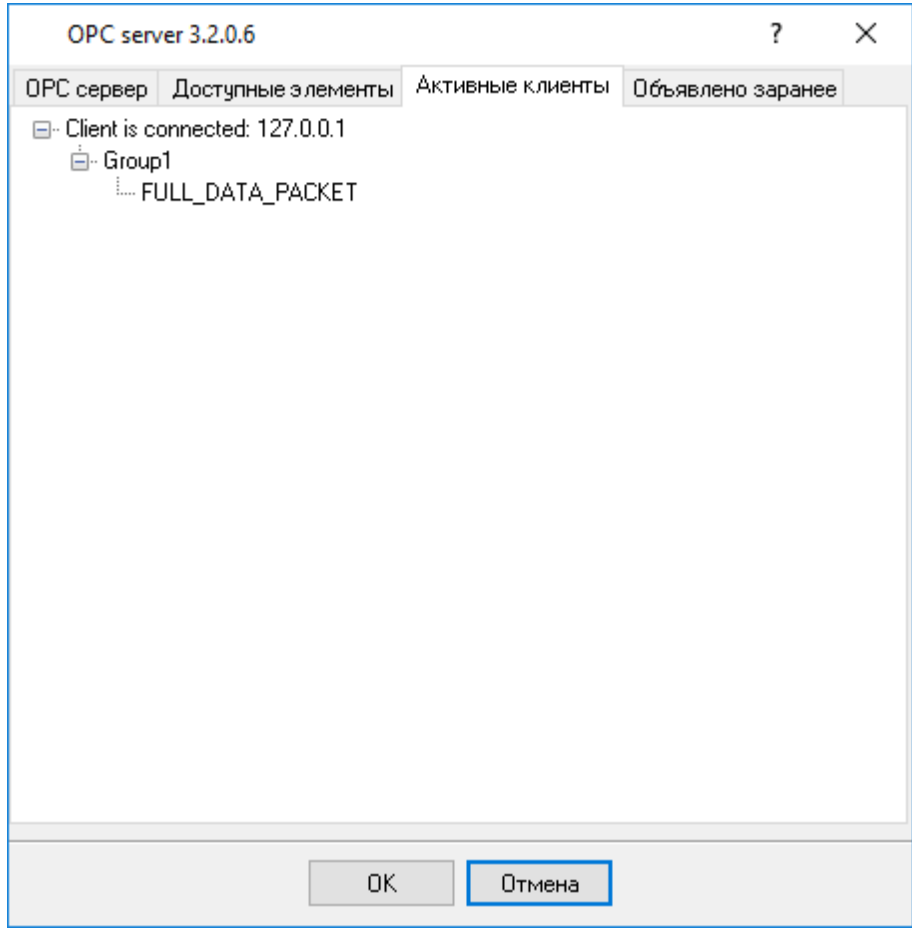 OPC server 3.2.0.6 ?
OPC сервер Доступные элементы Активные клиенты Объявлено заранее
Client is connected: 127.0.0.1
Group1
FULL_DATA_PACKET
OK Отмена